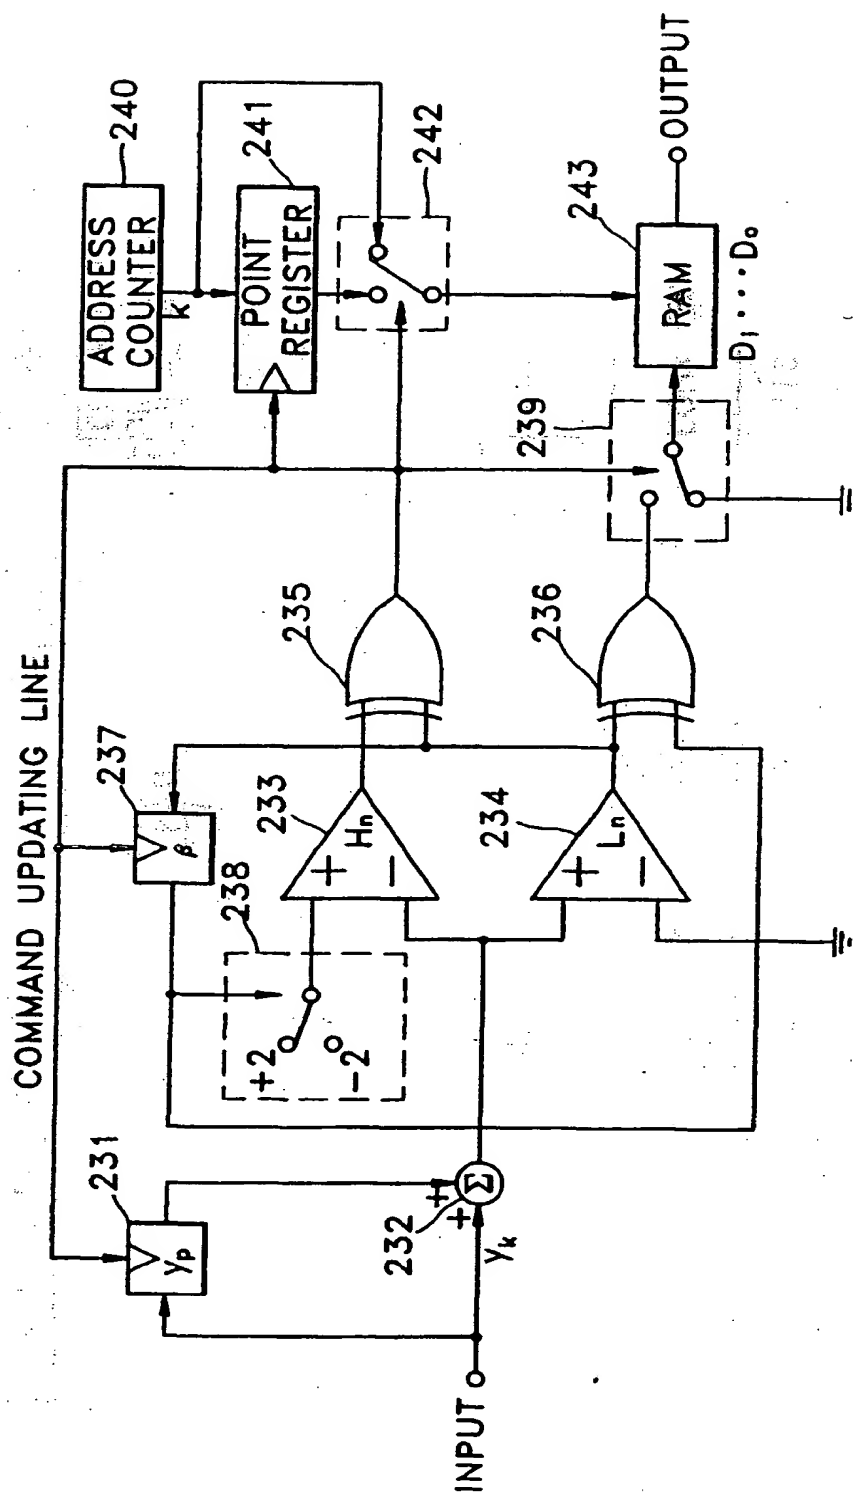 COMMAND UPDATING LINE
INPUT
yk
231
yp
232
+
+
Σ
237
β
238
+2
-2
233
+
-
Hn
234
+
-
Ln
235
236
239
240
ADDRESS
COUNTER
k
241
POINT
REGISTER
242
243
RAM
D1 · · · · D0
OUTPUT